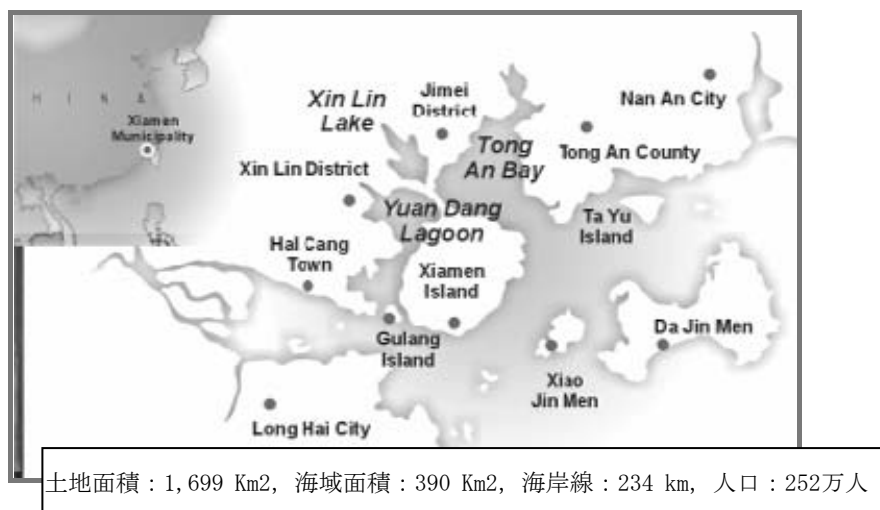 H I N A
Xiamen
Municipality
Xin Lin
Lake
Jimei
District
Nan An City
Tong
An Bay
Tong An County
Xin Lin District
Yuan Dang
Lagoon
Ta Yu
Island
Hal Cang
Town
Xiamen
Island
Da Jin Men
Gulang
Island
Xiao
Jin Men
Long Hai City
土地面積：1,699 Km2, 海域面積：390 Km2, 海岸線：234 km, 人口：252万人